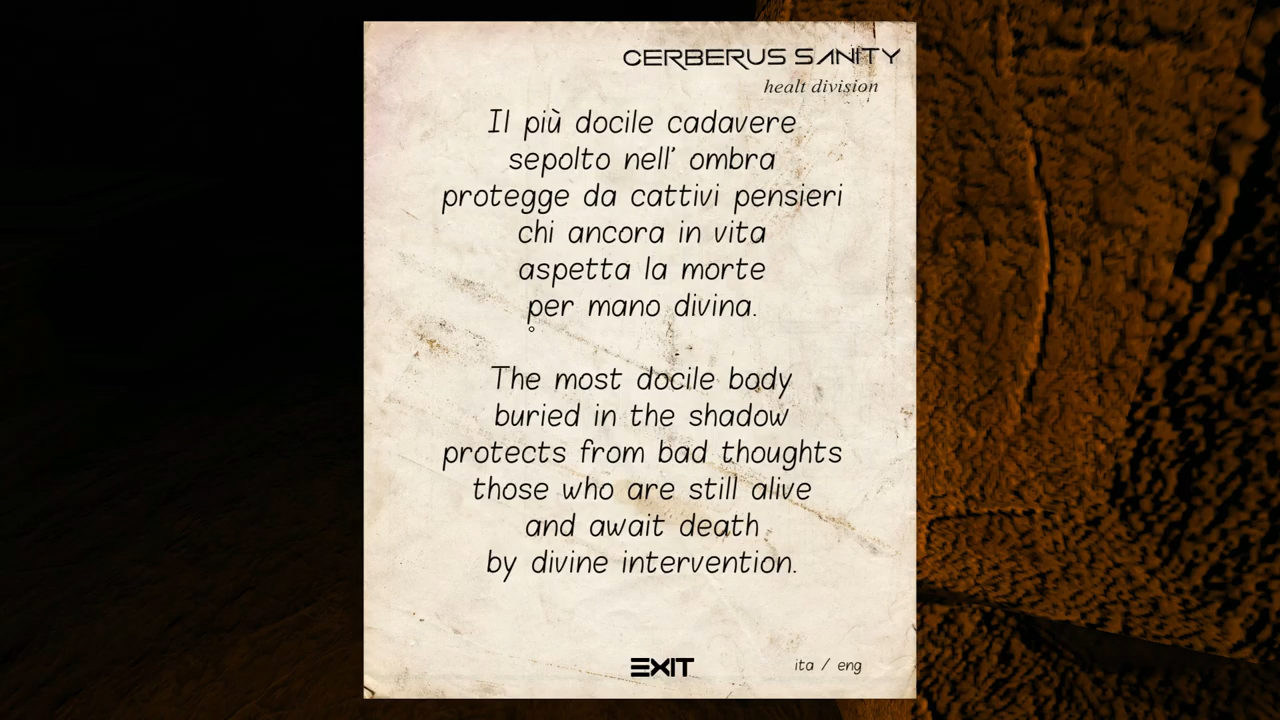 CERBERUS SANITY
healt division
Il più docile cadavere
sepolto nell' ombra
protegge da cattivi pensieri
chi ancora in vita
aspetta la morte
per mano divina.
The most docile body
buried in the shadow
protects from bad thoughts
those who are still alive
and await death
by divine intervention.
EXIT
ita / eng